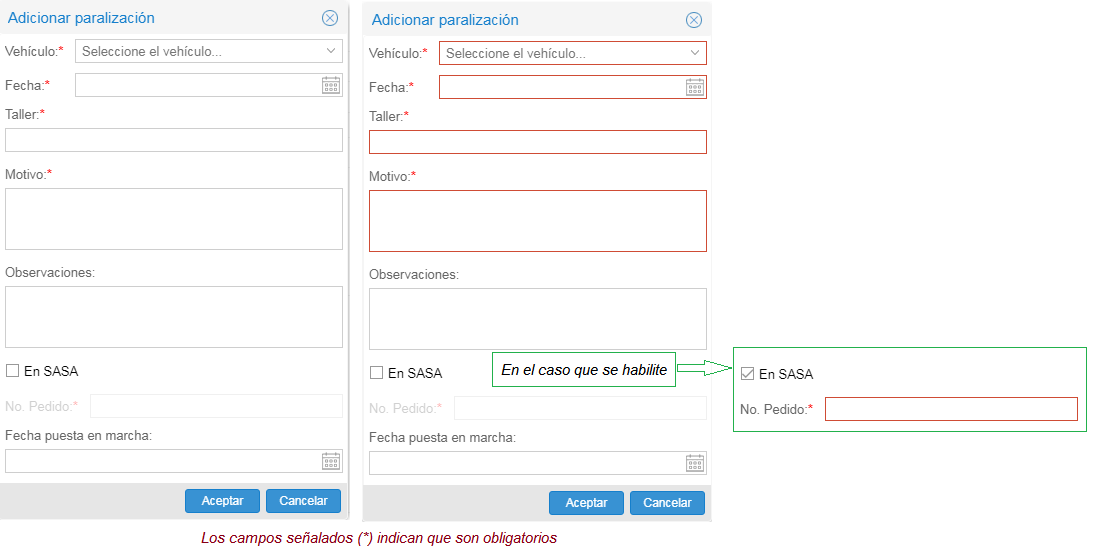 Adicionar paralización
Vehículo:*
Seleccione el vehículo...
Fecha:*
Taller:*
Motivo:*
Observaciones:
En SASA
No. Pedido:*
Fecha puesta en marcha:
Aceptar
Cancelar
Adicionar paralización
Vehículo:*
Seleccione el vehículo...
Fecha:*
Taller:*
Motivo:*
Observaciones:
En SASA
No. Pedido:*
Fecha puesta en marcha:
Aceptar
Cancelar
En el caso que se habilite
En SASA
No. Pedido:*
Los campos señalados (*) indican que son obligatorios